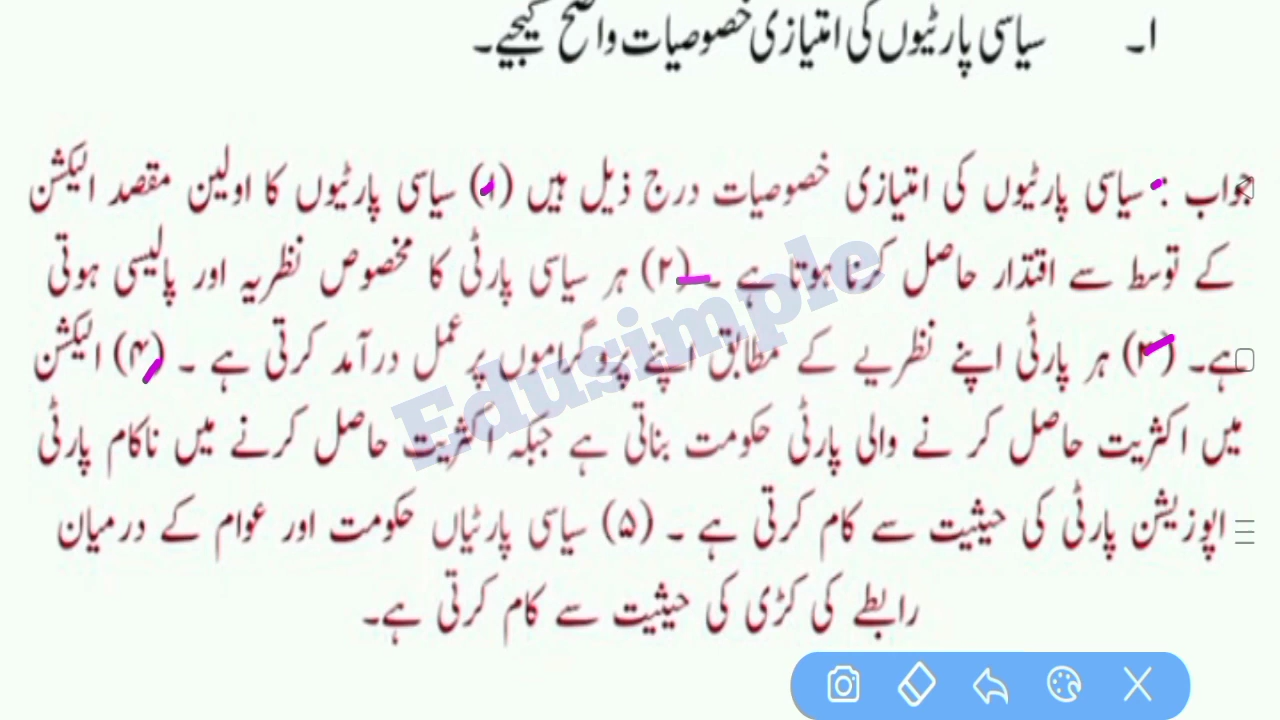 ۱۔ سیاسی پارٹیوں کی امتیازی خصوصیات واضح کیجیے۔
جواب : سیاسی پارٹیوں کی امتیازی خصوصیات درج ذیل ہیں (۱) سیاسی پارٹیوں کا اولین مقصد الیکشن
کے توسط سے اقتدار حاصل کرنا ہوتا ہے ۔ (۲) ہر سیاسی پارٹی کا مخصوص نظریہ اور پالیسی ہوتی
ہے۔ (۳) ہر پارٹی اپنے نظریے کے مطابق اپنے پروگراموں پر عمل درآمد کرتی ہے ۔ (۴) الیکشن
میں اکثریت حاصل کر نے والی پارٹی حکومت بناتی ہے جبکہ اکثریت حاصل کرنے میں ناکام پارٹی
اپوزیشن پارٹی کی حیثیت سے کام کرتی ہے ۔ (۵) سیاسی پارٹیاں حکومت اور عوام کے درمیان
رابطے کی کڑی کی حیثیت سے کام کرتی ہے۔
Edusimple